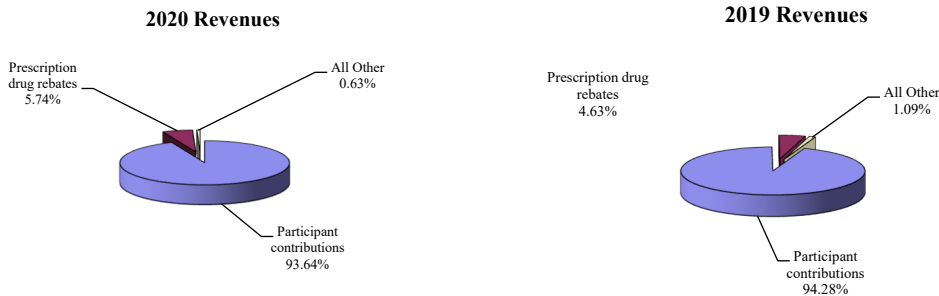 2020 Revenues
Prescription
drug rebates
5.74%
All Other
0.63%
Participant
contributions
93.64%
2019 Revenues
Prescription drug
rebates
4.63%
All Other
1.09%
Participant
contributions
94.28%